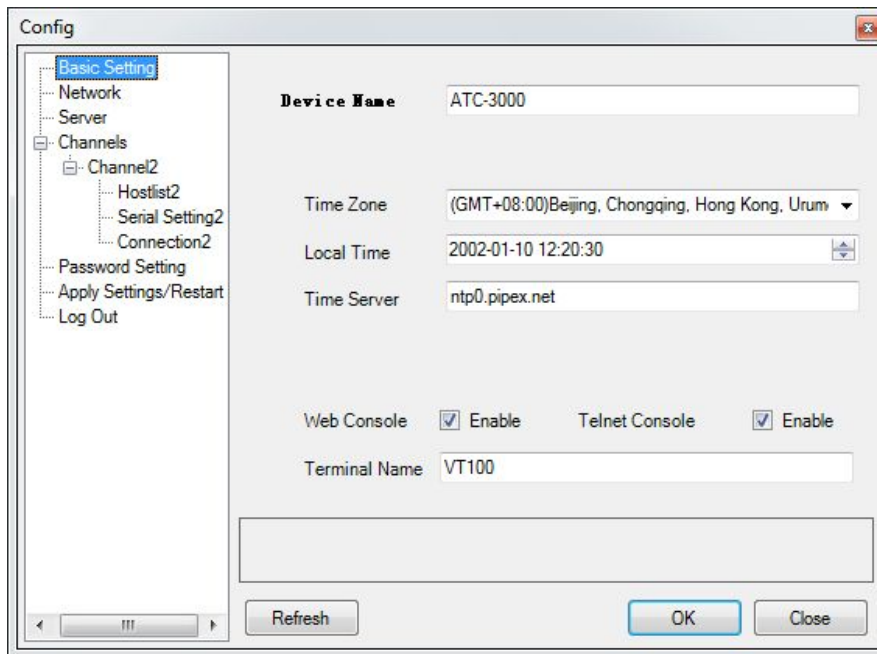 Config
Basic Setting
Network
Server
Channels
Channel2
Hostlist2
Serial Setting2
Connection2
Password Setting
Apply Settings/Restart
Log Out
Device Name ATC-3000
Time Zone (GMT+08:00)Beijing, Chongqing, Hong Kong, Urum
Local Time 2002-01-10 12:20:30
Time Server ntp0.pipex.net
Web Console Enable Telnet Console Enable
Terminal Name VT100
Refresh OK Close